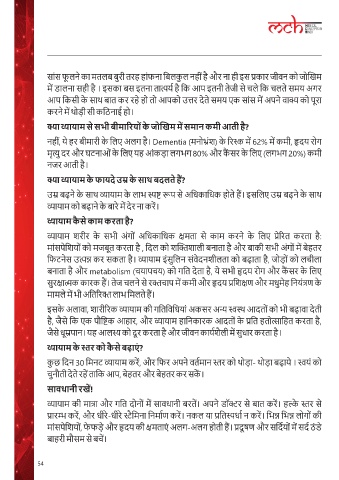 mch
सांस फूलने का मतलब बुरी तरह हांफना बिलकुल नहीं है और ना ही इस प्रकार जीवन को जोखिम
में डालना सही है । इसका बस इतना तात्पर्य है कि आप इतनी तेजी से चले कि चलते समय अगर
आप किसी के साथ बात कर रहे हो तो आपको उत्तर देते समय एक सांस में अपने वाक्य को पूरा
करने में थोड़ी सी कठिनाई हो।
क्या व्यायाम से सभी बीमारियों के जोखिम में समान कमी आती है?
नहीं, ये हर बीमारी के लिए अलग है। Dementia (मनोभ्रंश) के रिस्क में 62% में कमी, हृदय रोग
मृत्यु दर और घटनाओं के लिए यह आंकड़ा लगभग 80% और कैंसर के लिए (लगभग 20%) कमी
नजर आती है।
क्या व्यायाम के फायदे उम्र के साथ बदलते हैं?
उम्र बढ़ने के साथ व्यायाम के लाभ स्पष्ट रूप से अधिकाधिक होते हैं। इसलिए उम्र बढ़ने के साथ
व्यायाम को बढ़ाने के बारे में देर ना करें।
व्यायाम कैसे काम करता है?
व्यायाम शरीर के सभी अंगों अधिकाधिक क्षमता से काम करने के लिए प्रेरित करता है:
मांसपेशियों को मजबूत करता है , दिल को शक्तिशाली बनाता है और बाकी सभी अंगों में बेहतर
फिटनेस उत्पन्न कर सकता है। व्यायाम इंसुलिन संवेदनशीलता को बढ़ाता है, जोड़ों को लचीला
बनाता है और metabolism (चयापचय) को गति देता है, ये सभी हृदय रोग और कैंसर के लिए
सुरक्षात्मक कारक हैं। तेज चलने से रक्तचाप में कमी और हृदय प्रशिक्षण और मधुमेह नियंत्रण के
मामले में भी अतिरिक्त लाभ मिलते हैं।
इसके अलावा, शारीरिक व्यायाम की गतिविधियां अकसर अन्य स्वस्थ आदतों को भी बढ़ावा देती
है, जैसे कि एक पौष्टिक आहार, और व्यायाम हानिकारक आदतों के प्रति हतोत्साहित करता है,
जैसे धूम्रपान। यह आलस्य को दूर करता है और जीवन कार्यशैली में सुधार करता है।
व्यायाम के स्तर को कैसे बढ़ाएं?
कुछ दिन 30 मिनट व्यायाम करें, और फिर अपने वर्तमान स्तर को थोड़ा- थोड़ा बढ़ाये । स्वयं को
चुनौती देते रहें ताकि आप, बेहतर और बेहतर कर सकें।
सावधानी रखें!
व्यायाम की मात्रा और गति दोनों में सावधानी बरतें। अपने डॉक्टर से बात करें। हल्के स्तर से
प्रारम्भ करें, और धीरे-धीरे स्टैमिना निर्माण करें। नकल या प्रतिस्पर्धा न करें। भिन्न भिन्न लोगों की
मांसपेशियों, फेफड़े और हृदय की क्षमताएं अलग-अलग होती हैं। प्रदूषण और सर्दियों में सर्द ठंडे
बाहरी मौसम से बचें।
54